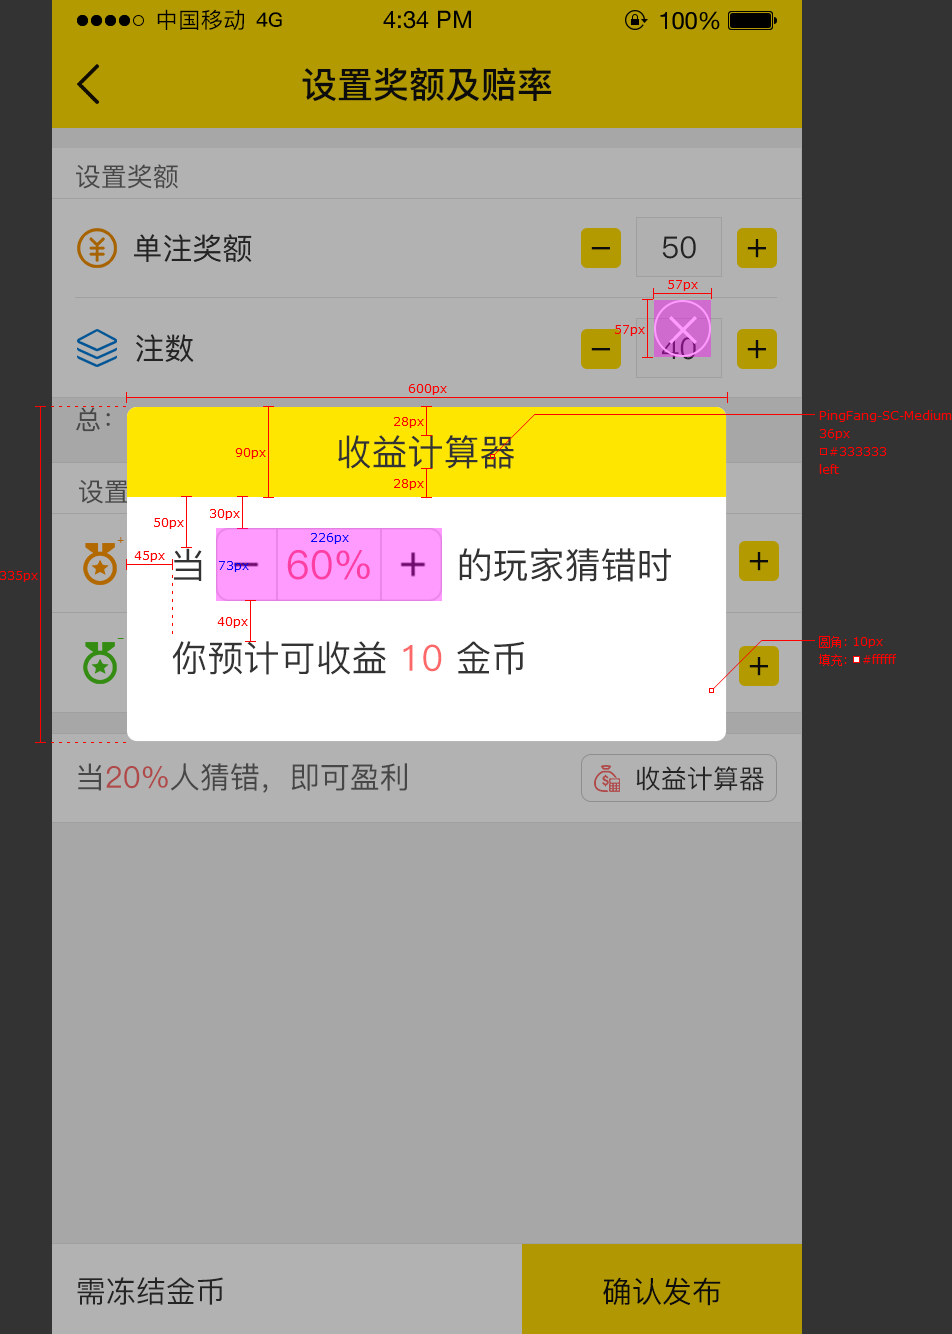 中国移动 4G 4:34 PM 100%
设置奖额及赔率
设置奖额
单注奖额 50
57px
57px
注数 40
600px
总:
28px
PingFang-SC-Medium
36px
#333333
left
90px
收益计算器
28px
设置
50px
30px
226px
45px
当 73px 60% 的玩家猜错时
335px
40px
你预计可收益 10 金币
圆角: 10px
填充: #ffffff
当20%人猜错，即可盈利 收益计算器
需冻结金币 确认发布